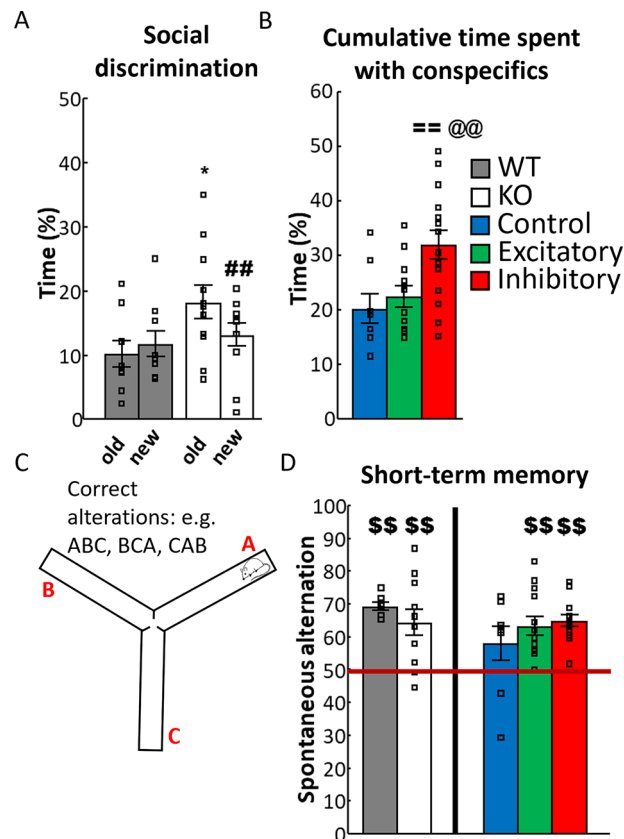 A
Social
discrimination
Time (%)
50
40
30
20
10
0
*
##
old
new
old
new
B
Cumulative time spent
with conspecifics
Time (%)
60
50
40
30
20
10
0
== @@
WT
KO
Control
Excitatory
Inhibitory
C
Correct
alterations: e.g.
ABC, BCA, CAB
A
B
C
D
Short-term memory
Spontaneous alternation
100
90
80
70
60
50
40
30
20
10
0
$$ $$ $$ $$